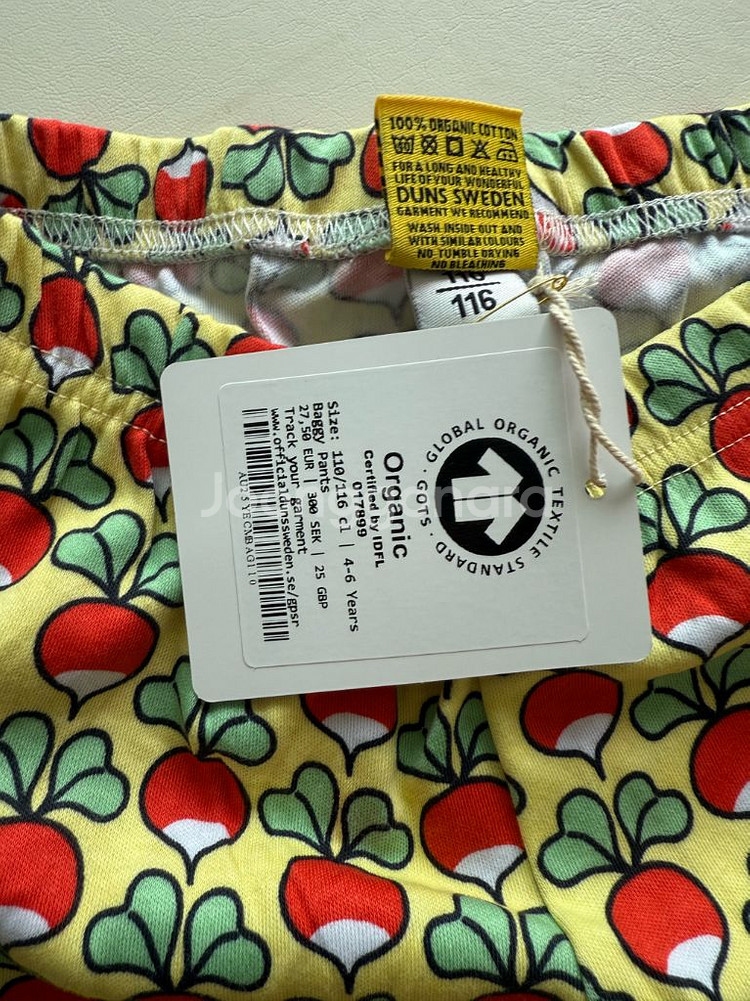 100% ORGANIC COTTON
FOR A LONG AND HEALTHY
LIFE OF YOUR WONDERFUL
DUNS SWEDEN
GARMENT WE RECOMMEND
WASH INSIDE OUT AND
WITH SIMILAR COLOURS
NO-TUMBLE DRYING
NO BLEACHING
116
GLOBAL ORGANIC TEXTILE STANDARD
· GOTS ·
Organic
Certified by IDFL
017899
Size: 110/116 cl | 4-6 Years
Baggy Pants
27,50 EUR | 300 SEK | 25 GBP
Track your garment
www.officialdunssweden.se/gpsr